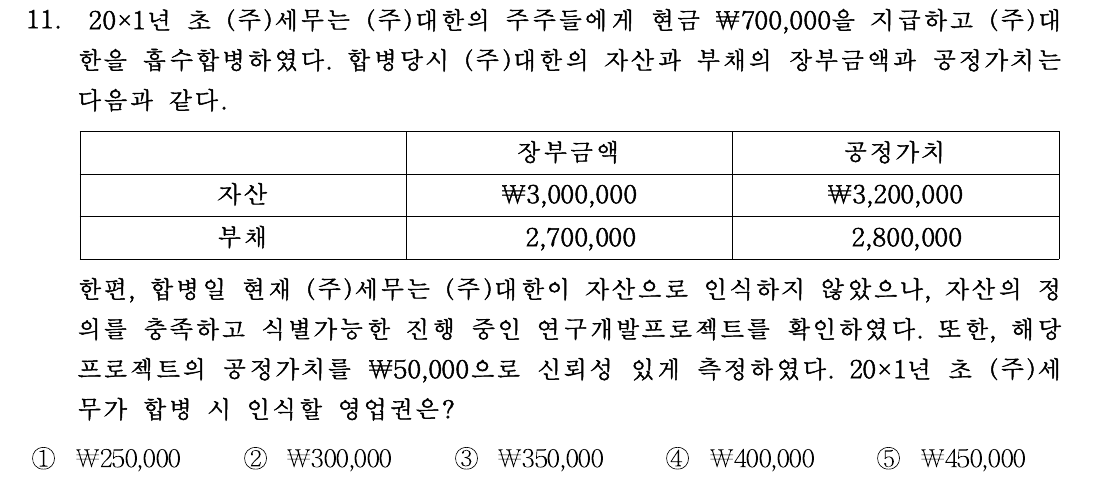 11. 20×1년 초 (주)세무는 (주)대한의 주주들에게 현금 ₩700,000을 지급하고 (주)대
한을 흡수합병하였다. 합병당시 (주)대한의 자산과 부채의 장부금액과 공정가치는
다음과 같다.
장부금액 공정가치
자산 ₩3,000,000 ₩3,200,000
부채 2,700,000 2,800,000
한편, 합병일 현재 (주)세무는 (주)대한이 자산으로 인식하지 않았으나, 자산의 정
의를 충족하고 식별가능한 진행 중인 연구개발프로젝트를 확인하였다. 또한, 해당
프로젝트의 공정가치를 ₩50,000으로 신뢰성 있게 측정하였다. 20×1년 초 (주)세
무가 합병 시 인식할 영업권은?
① ₩250,000 ② ₩300,000 ③ ₩350,000 ④ ₩400,000 ⑤ ₩450,000